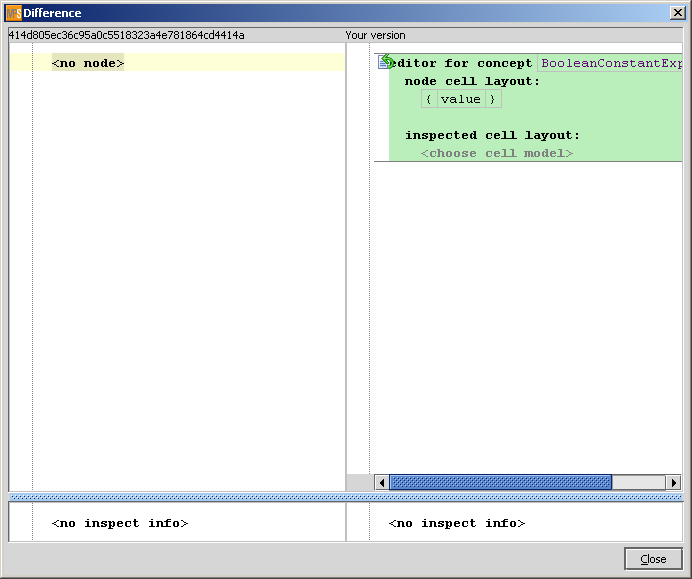 MPS Difference
414d805ec36c95a0c5518323a4e781864cd4414a
Your version
<no node>
editor for concept BooleanConstantExp
node cell layout:
{ value }
inspected cell layout:
<choose cell model>
<no inspect info>
<no inspect info>
Close